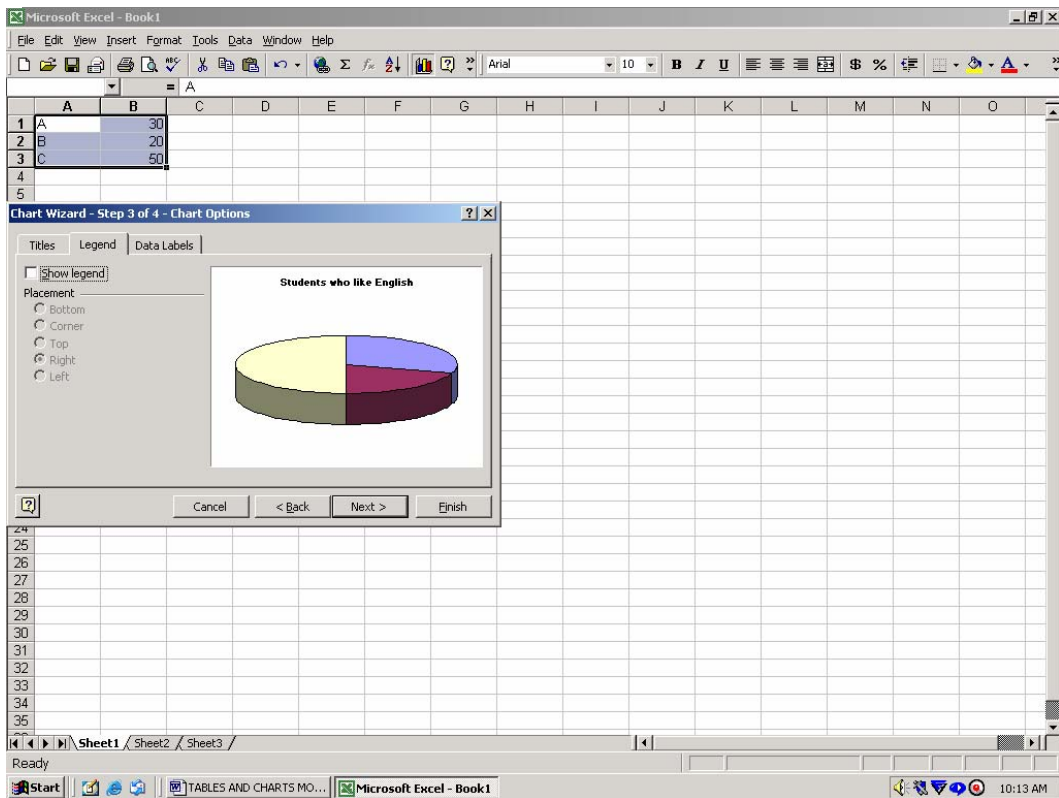 Microsoft Excel - Book1
File Edit View Insert Format Tools Data Window Help
Arial 10 B I U $ %
= A
A B C D E F G H I J K L M N O
1 A 30
2 B 20
3 C 50
4
5
Chart Wizard - Step 3 of 4 - Chart Options
Titles Legend Data Labels
Show legend
Placement
Bottom
Corner
Top
Right
Left
Students who like English
Cancel < Back Next > Finish
24
25
26
27
28
29
30
31
32
33
34
35
Sheet1 Sheet2 Sheet3
Ready
Start TABLES AND CHARTS MO... Microsoft Excel - Book1 10:13 AM